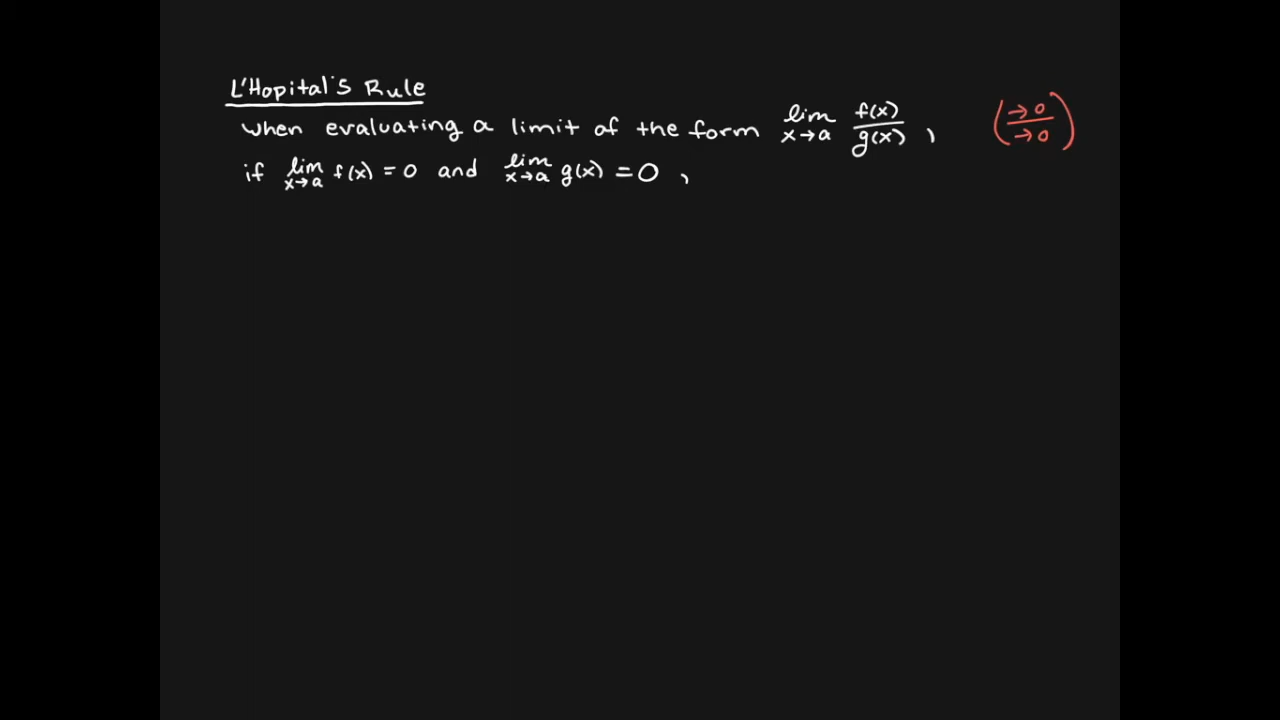 L'Hopital's Rule
When evaluating a limit of the form lim x→a f(x)/g(x), (→0/→0)
if lim x→a f(x) = 0 and lim x→a g(x) = 0,